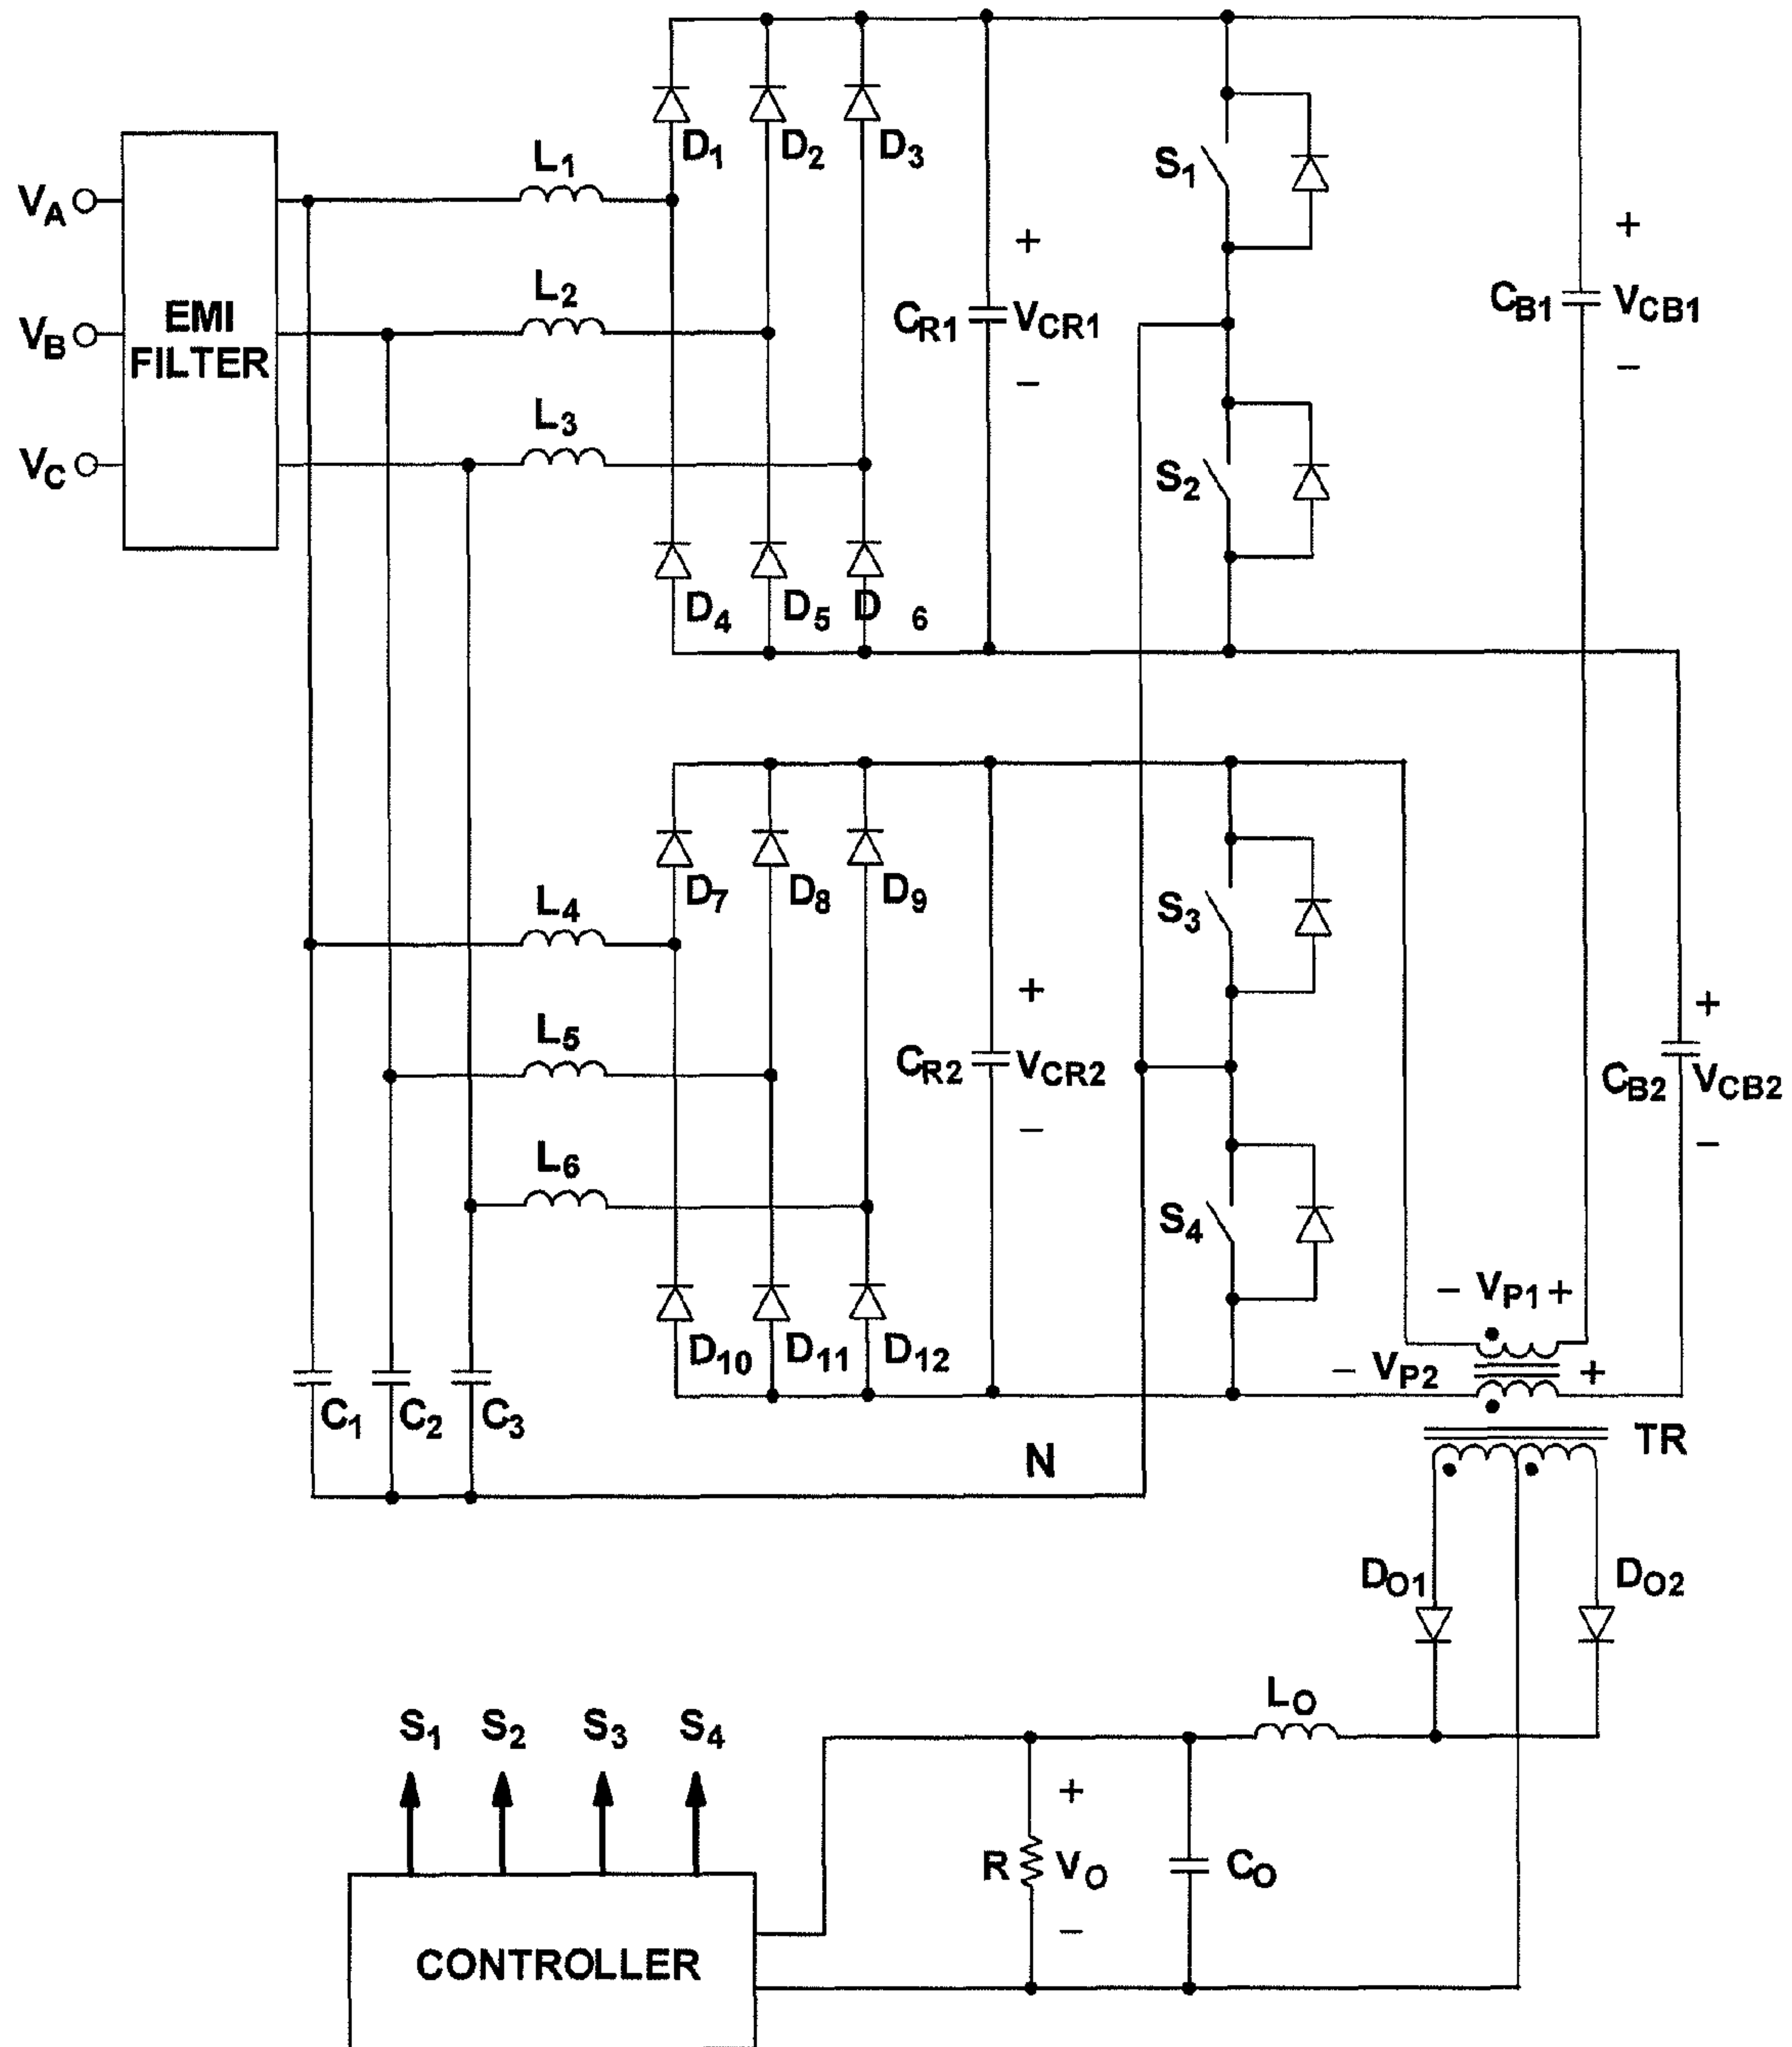 D1 D2 D3
VA
L1
S1
VB
EMI
FILTER
L2
CR1
+
VCR1
−
CB1
+
VCB1
−
VC
L3
S2
D4 D5 D 6
D7 D8 D9
L4
S3
L5
CR2
+
VCR2
−
CB2
+
VCB2
−
L6
S4
− VP1 +
D10 D11 D12
− VP2 +
C1 C2 C3
N
TR
DO1 DO2
LO
S1 S2 S3 S4
+
R VO CO
−
CONTROLLER